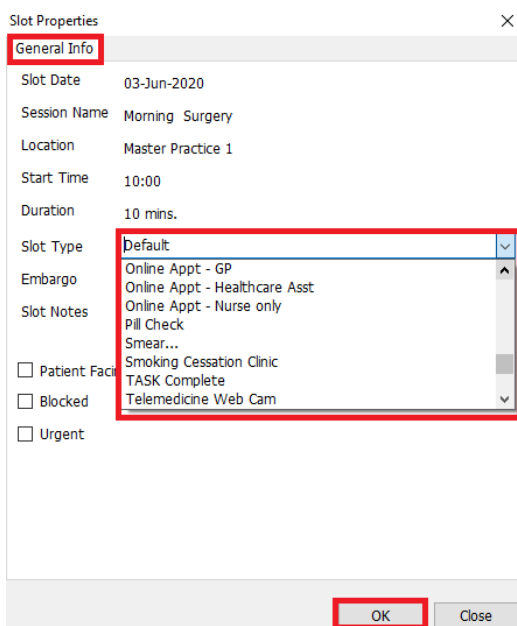 Slot Properties
General Info
Slot Date 03-Jun-2020
Session Name Morning Surgery
Location Master Practice 1
Start Time 10:00
Duration 10 mins.
Slot Type Default
Embargo
Slot Notes
Online Appt - GP
Online Appt - Healthcare Asst
Online Appt - Nurse only
Pill Check
Smear...
Smoking Cessation Clinic
TASK Complete
Telemedicine Web Cam
Patient Faci
Blocked
Urgent
OK Close